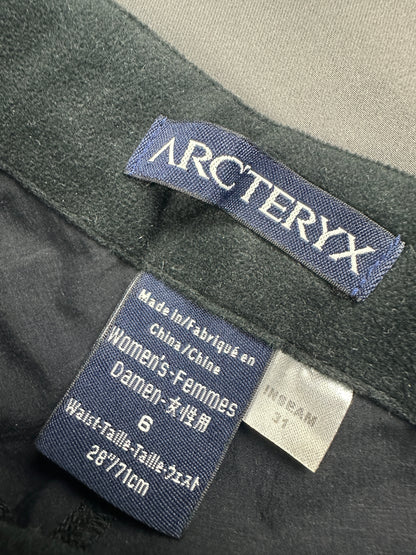 ARCTERYX
Made in/Fabriqué en
China/Chine
Women's-Femmes
Damen-女性用
6
Waist-Taille-Taille-ウェスト
28"/71cm
INSEAM
31